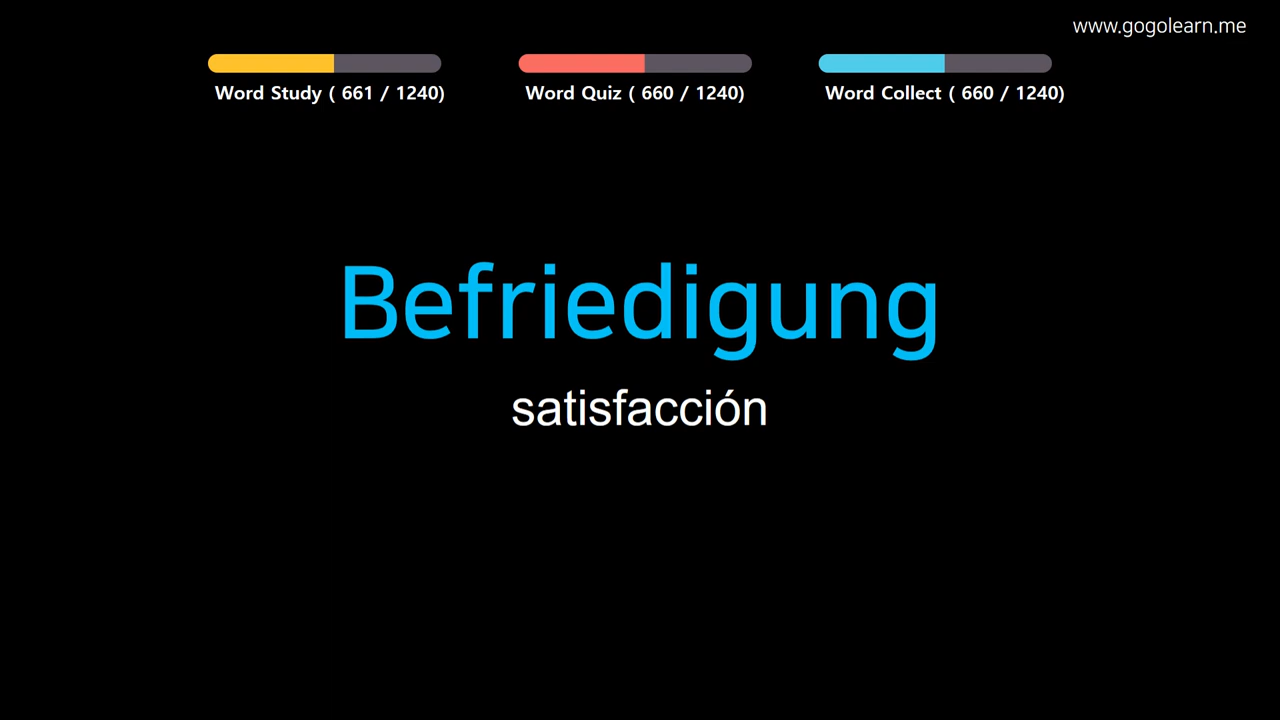 www.gogolearn.me
Word Study ( 661 / 1240)
Word Quiz ( 660 / 1240)
Word Collect ( 660 / 1240)
Befriedigung
satisfacción